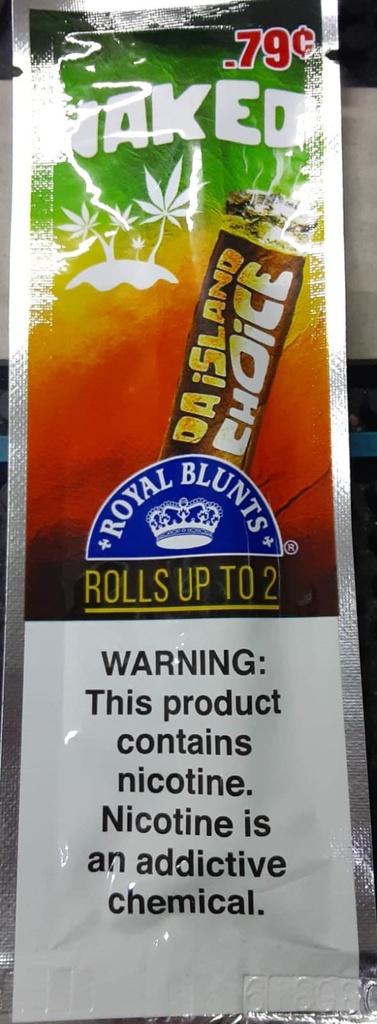 .79¢
NAKED
DA ISLAND
CHOiCE
ROYAL BLUNTS
®
ROLLS UP TO 2
WARNING:
This product
contains
nicotine.
Nicotine is
an addictive
chemical.